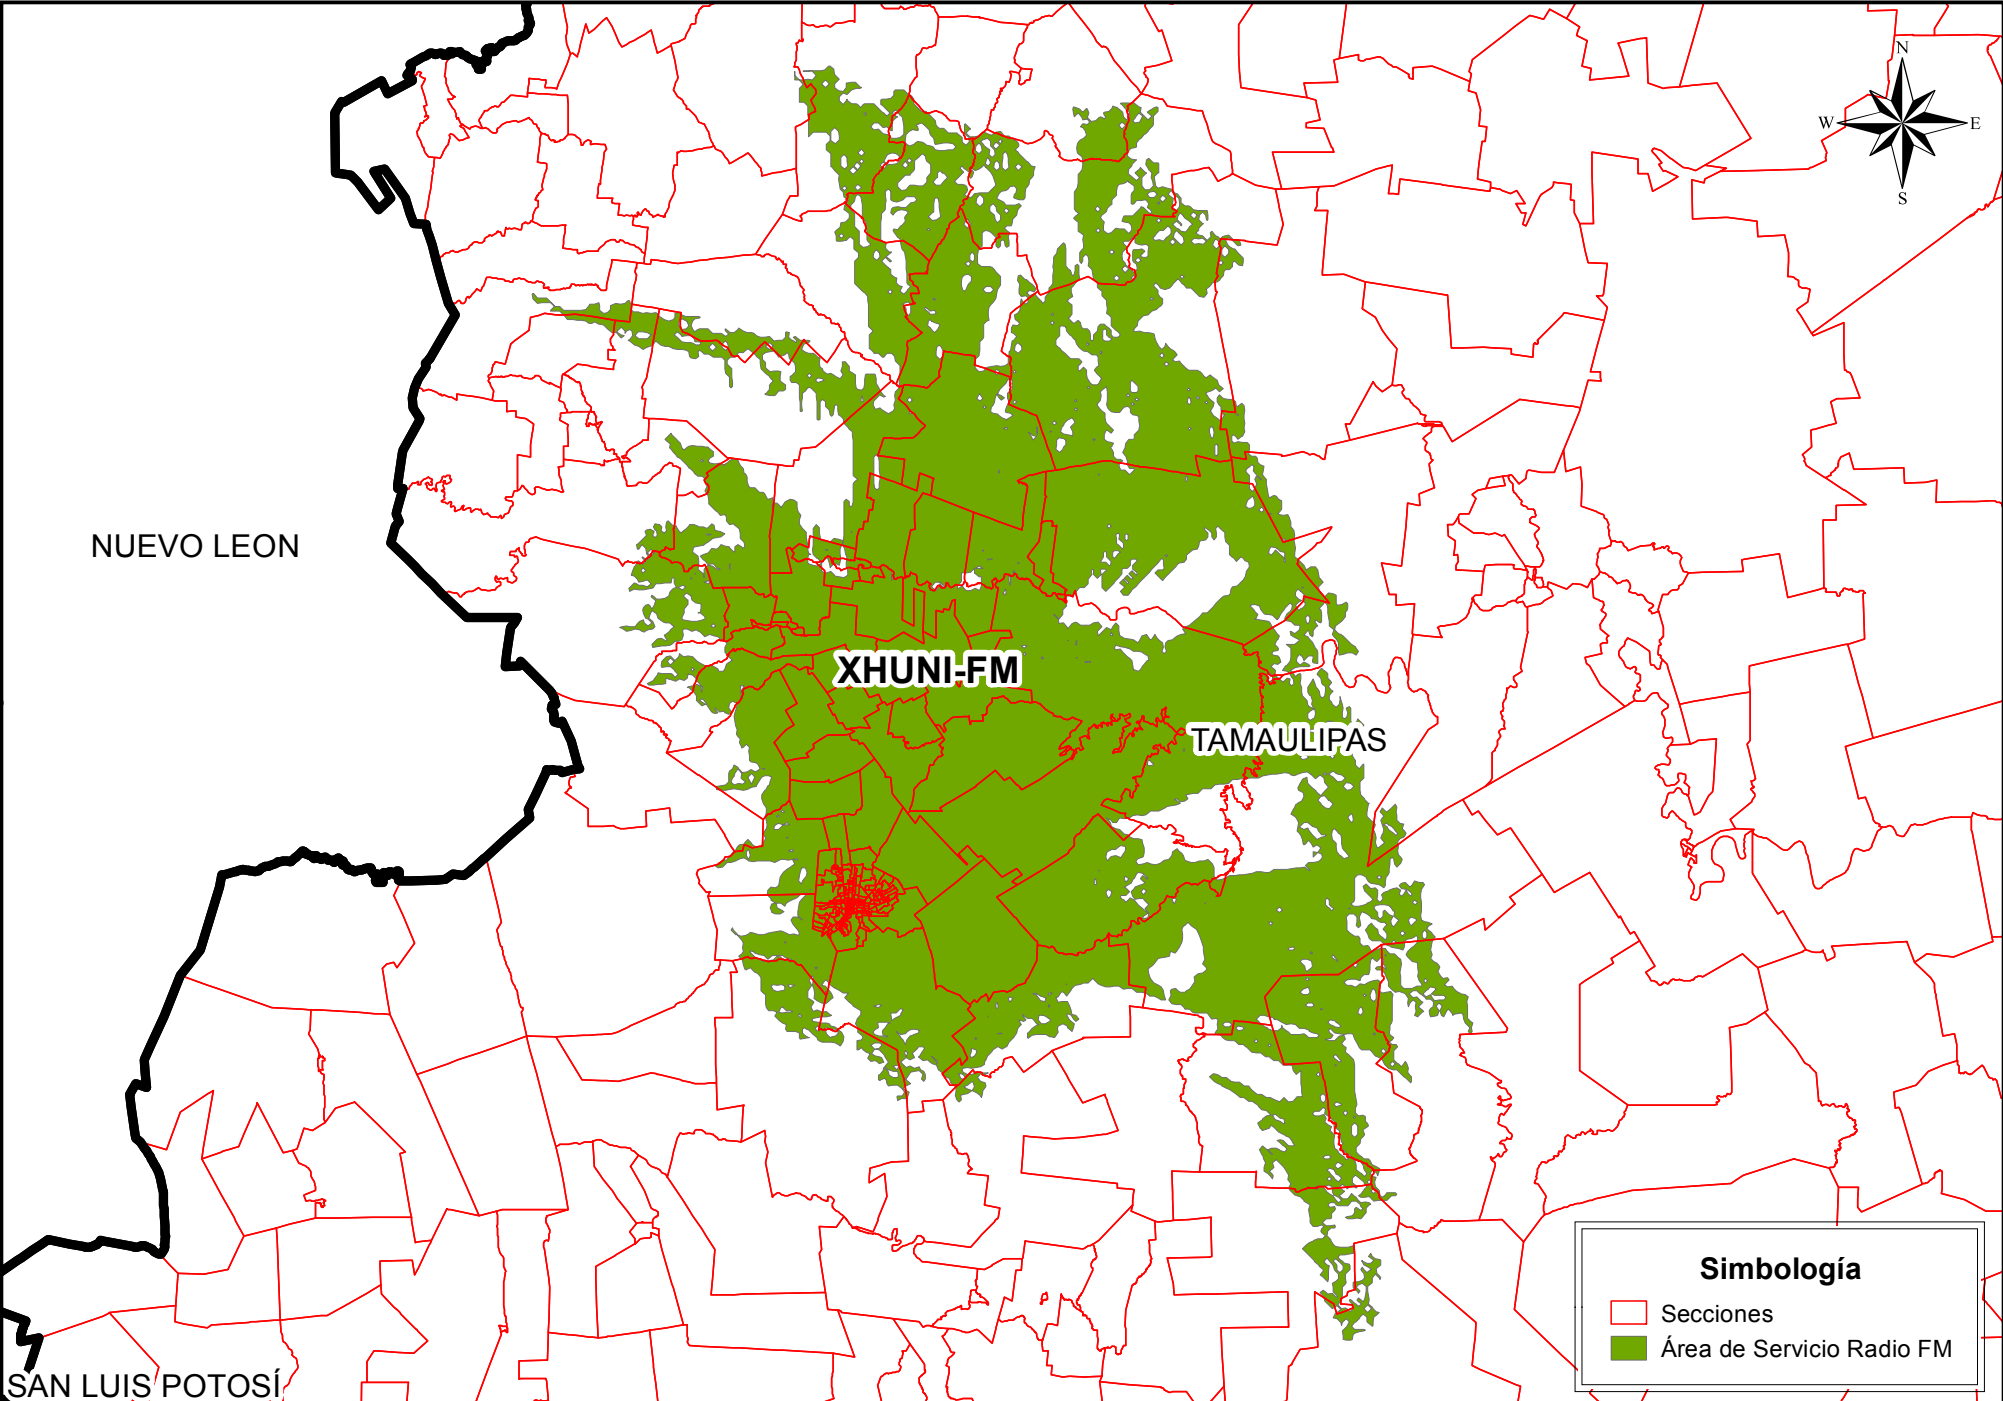 N
W E
S
NUEVO LEON
XHUNI-FM
TAMAULIPAS
Simbología
Secciones
Área de Servicio Radio FM
SAN LUIS POTOSÍ